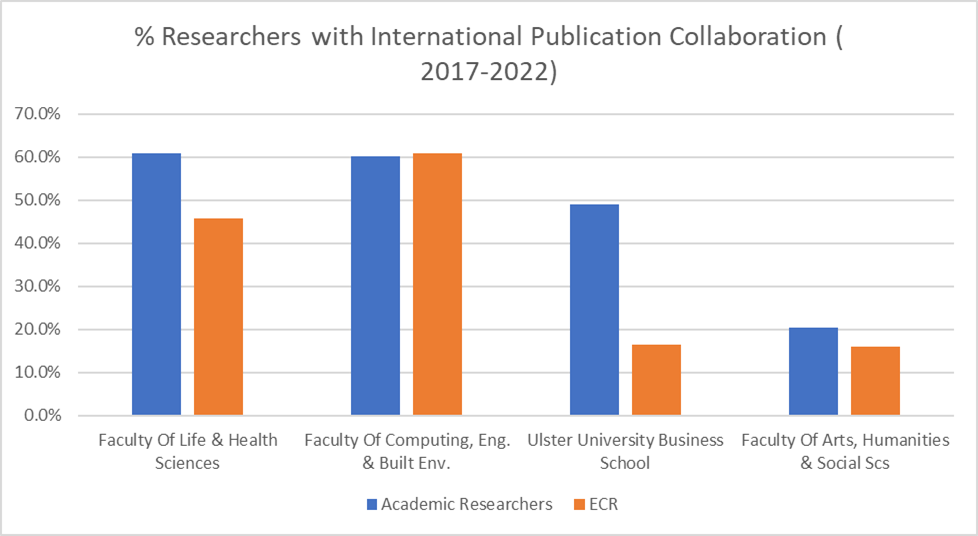 % Researchers with International Publication Collaboration (
2017-2022)
70.0%
60.0%
50.0%
40.0%
30.0%
20.0%
10.0%
0.0%
Faculty Of Life & Health
Sciences
Faculty Of Computing, Eng.
& Built Env.
Ulster University Business
School
Faculty Of Arts, Humanities
& Social Scs
Academic Researchers
ECR